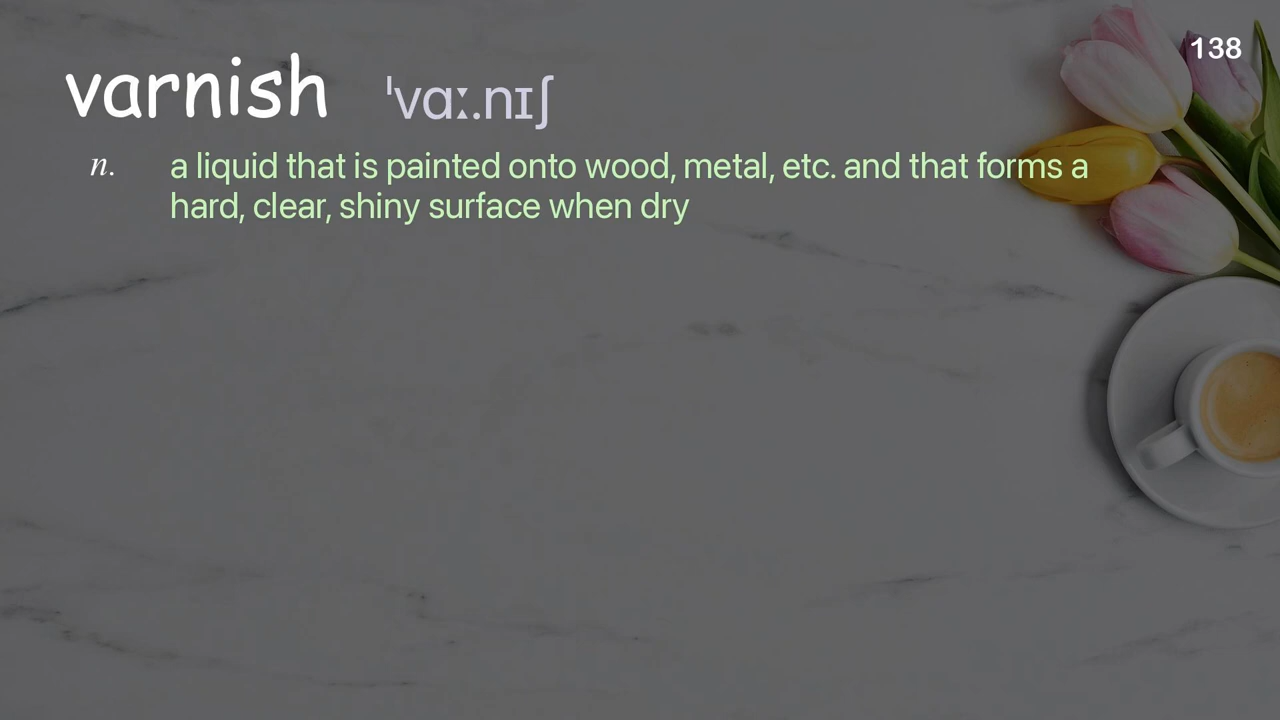 138
varnish ˈvɑː.nɪʃ
n. a liquid that is painted onto wood, metal, etc. and that forms a
hard, clear, shiny surface when dry